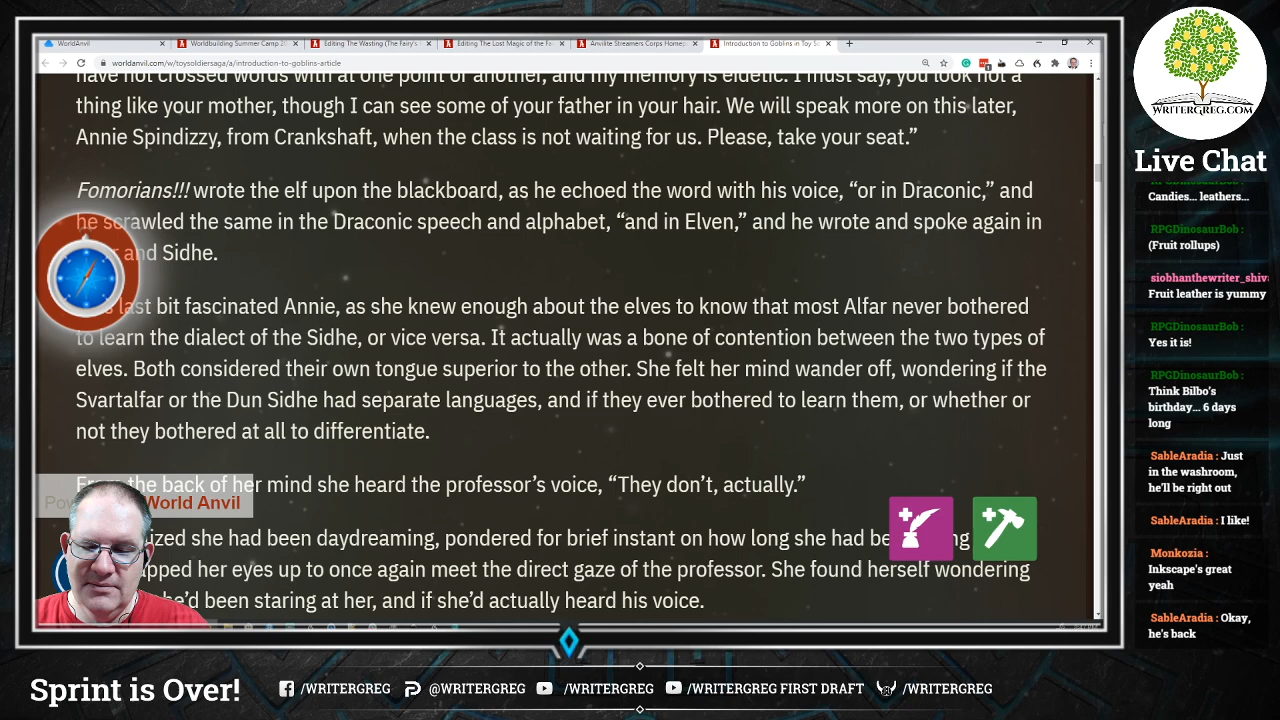 WorldAnvil
Worldbuilding Summer Camp 2
Editing The Wasting (The Fairy's
Editing The Lost Magic of the Fa
Anvilite Streamers Corps Homep
Introduction to Goblins in Toy So
worldanvil.com/w/toysoldiersaga/a/introduction-to-goblins-article
have not crossed words with at one point or another, and my memory is eidetic. I must say, you look not a
thing like your mother, though I can see some of your father in your hair. We will speak more on this later,
Annie Spindizzy, from Crankshaft, when the class is not waiting for us. Please, take your seat.”
Fomorians!!! wrote the elf upon the blackboard, as he echoed the word with his voice, “or in Draconic,” and
he scrawled the same in the Draconic speech and alphabet, “and in Elven,” and he wrote and spoke again in
and Sidhe.
last bit fascinated Annie, as she knew enough about the elves to know that most Alfar never bothered
to learn the dialect of the Sidhe, or vice versa. It actually was a bone of contention between the two types of
elves. Both considered their own tongue superior to the other. She felt her mind wander off, wondering if the
Svartalfar or the Dun Sidhe had separate languages, and if they ever bothered to learn them, or whether or
not they bothered at all to differentiate.
From the back of her mind she heard the professor’s voice, “They don’t, actually.”
World Anvil
she had been daydreaming, pondered for brief instant on how long she had
her eyes up to once again meet the direct gaze of the professor. She found herself wondering
he’d been staring at her, and if she’d actually heard his voice.
WRITERGREG.COM
Live Chat
RPGDinosaurBob :
Candies... leathers...
RPGDinosaurBob :
(Fruit rollups)
siobhanthewriter_shiv
Fruit leather is yummy
RPGDinosaurBob :
Yes it is!
RPGDinosaurBob :
Think Bilbo's
birthday... 6 days
long
SableAradia : Just
in the washroom,
he'll be right out
SableAradia : I like!
Monkozia :
Inkscape's great
yeah
SableAradia : Okay,
he's back
Sprint is Over!
/WRITERGREG
@WRITERGREG
/WRITERGREG
/WRITERGREG FIRST DRAFT
/WRITERGREG